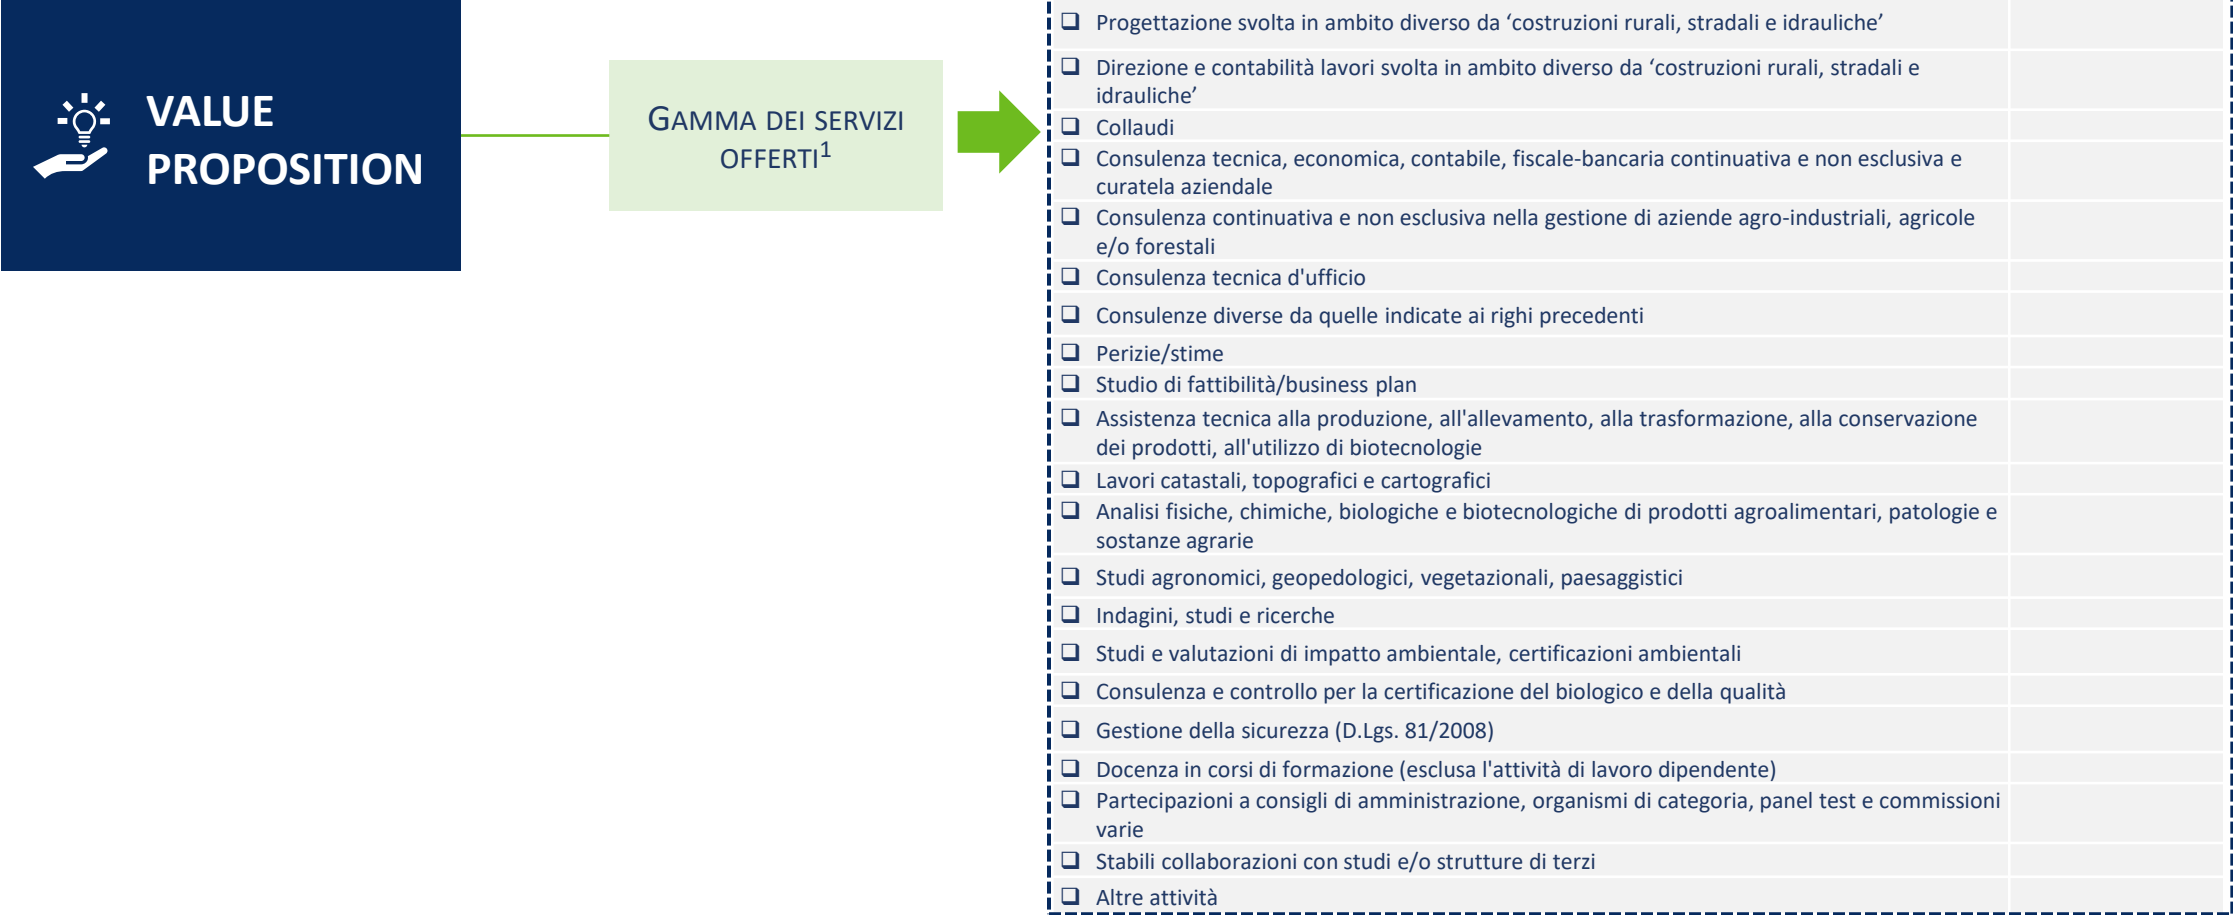 VALUE
PROPOSITION
GAMMA DEI SERVIZI
OFFERTI1
❑ Progettazione svolta in ambito diverso da ‘costruzioni rurali, stradali e idrauliche’
❑ Direzione e contabilità lavori svolta in ambito diverso da ‘costruzioni rurali, stradali e
idrauliche’
❑ Collaudi
❑ Consulenza tecnica, economica, contabile, fiscale-bancaria continuativa e non esclusiva e
curatela aziendale
❑ Consulenza continuativa e non esclusiva nella gestione di aziende agro-industriali, agricole
e/o forestali
❑ Consulenza tecnica d'ufficio
❑ Consulenze diverse da quelle indicate ai righi precedenti
❑ Perizie/stime
❑ Studio di fattibilità/business plan
❑ Assistenza tecnica alla produzione, all'allevamento, alla trasformazione, alla conservazione
dei prodotti, all'utilizzo di biotecnologie
❑ Lavori catastali, topografici e cartografici
❑ Analisi fisiche, chimiche, biologiche e biotecnologiche di prodotti agroalimentari, patologie e
sostanze agrarie
❑ Studi agronomici, geopedologici, vegetazionali, paesaggistici
❑ Indagini, studi e ricerche
❑ Studi e valutazioni di impatto ambientale, certificazioni ambientali
❑ Consulenza e controllo per la certificazione del biologico e della qualità
❑ Gestione della sicurezza (D.Lgs. 81/2008)
❑ Docenza in corsi di formazione (esclusa l'attività di lavoro dipendente)
❑ Partecipazioni a consigli di amministrazione, organismi di categoria, panel test e commissioni
varie
❑ Stabili collaborazioni con studi e/o strutture di terzi
❑ Altre attività